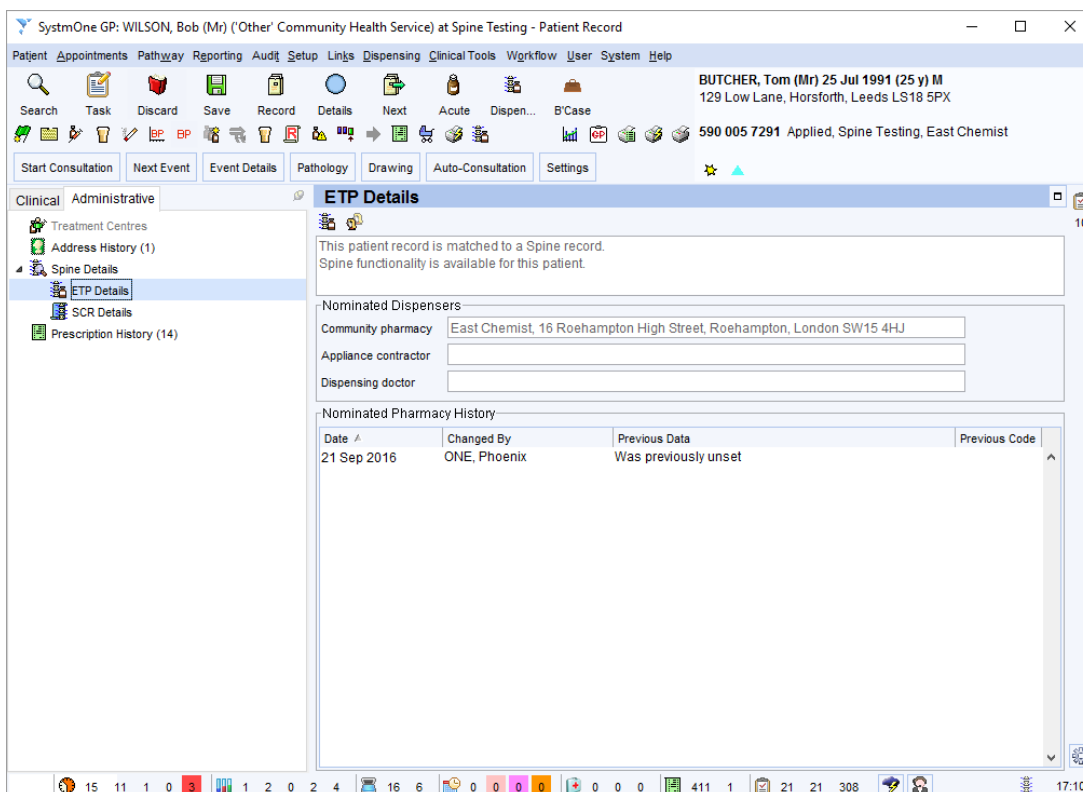 SystmOne GP: WILSON, Bob (Mr) ('Other' Community Health Service) at Spine Testing - Patient Record
Patient Appointments Pathway Reporting Audit Setup Links Dispensing Clinical Tools Workflow User System Help
Search Task Discard Save Record Details Next Acute Dispen... B'Case
BUTCHER, Tom (Mr) 25 Jul 1991 (25 y) M
129 Low Lane, Horsforth, Leeds LS18 5PX
BP BP GP
590 005 7291 Applied, Spine Testing, East Chemist
Start Consultation Next Event Event Details Pathology Drawing Auto-Consultation Settings
Clinical Administrative
Treatment Centres
Address History (1)
Spine Details
ETP Details
SCR Details
Prescription History (14)
ETP Details
10
This patient record is matched to a Spine record.
Spine functionality is available for this patient.
Nominated Dispensers
Community pharmacy East Chemist, 16 Roehampton High Street, Roehampton, London SW15 4HJ
Appliance contractor
Dispensing doctor
Nominated Pharmacy History
Date Changed By Previous Data Previous Code
21 Sep 2016 ONE, Phoenix Was previously unset
15 11 1 0 3 1 2 0 2 4 16 6 0 0 0 0 0 0 0 411 1 21 21 308 17:10